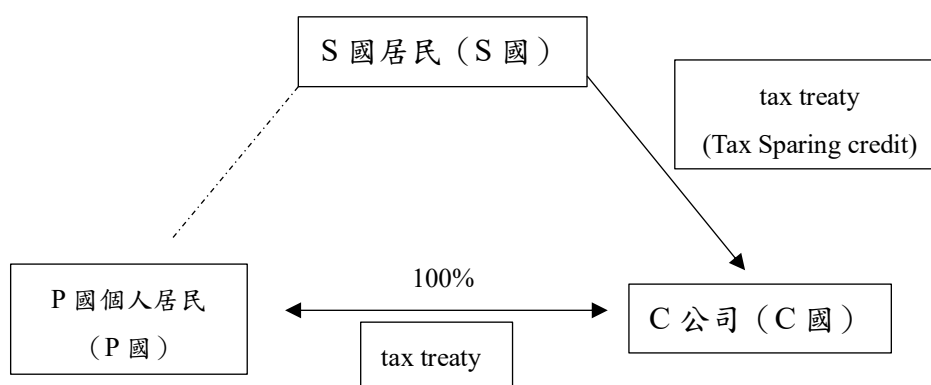 S 國居民（S 國）
tax treaty
(Tax Sparing credit)
100%
P 國個人居民
（P 國）
C 公司（C 國）
tax treaty